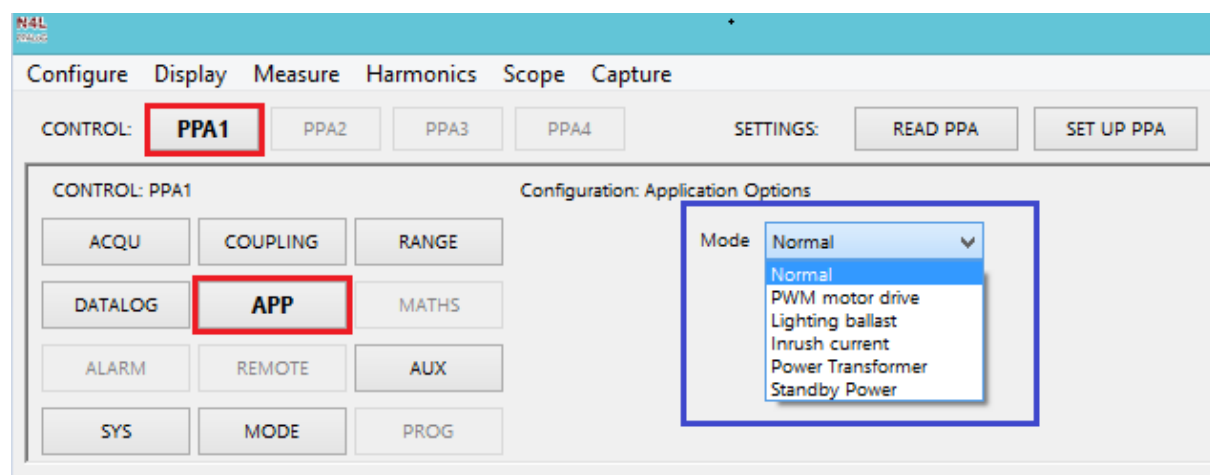 N4L
PPALoG
Configure Display Measure Harmonics Scope Capture
CONTROL: PPA1 PPA2 PPA3 PPA4 SETTINGS: READ PPA SET UP PPA
CONTROL: PPA1 Configuration: Application Options
ACQU COUPLING RANGE Mode Normal
Normal
DATALOG APP MATHS PWM motor drive
Lighting ballast
Inrush current
ALARM REMOTE AUX Power Transformer
Standby Power
SYS MODE PROG